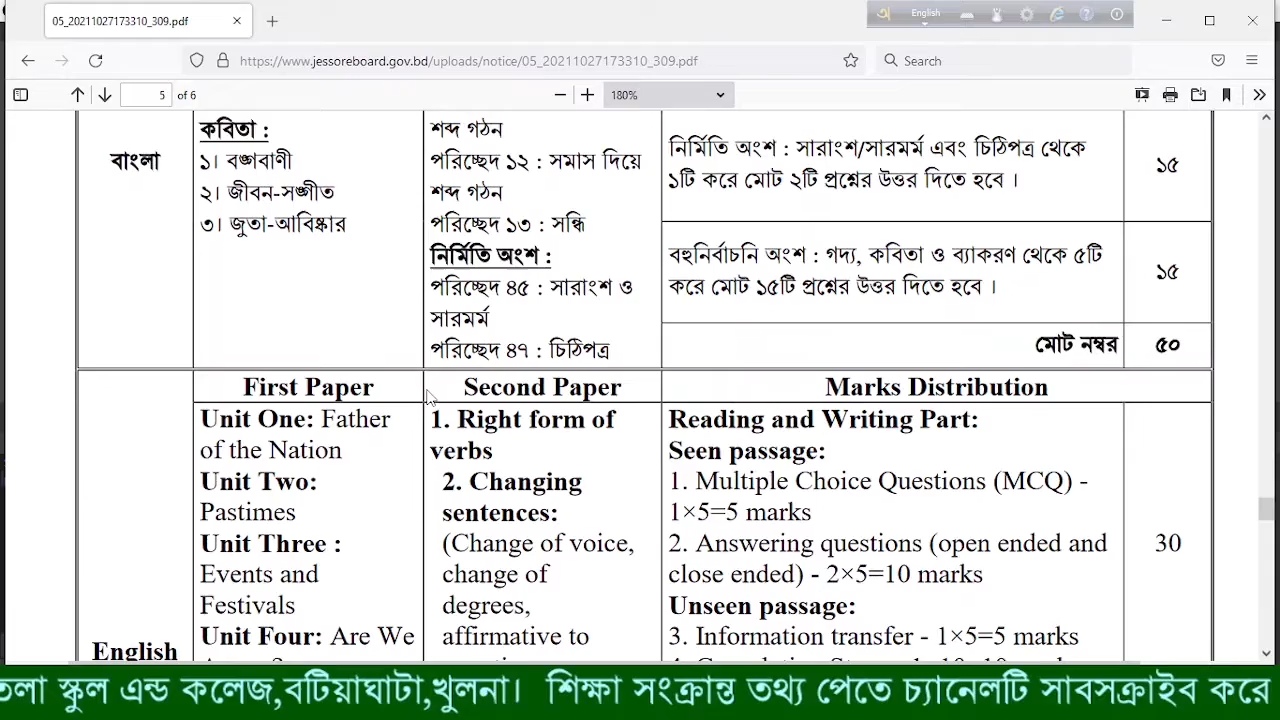 05_20211027173310_309.pdf
English
https://www.jessoreboard.gov.bd/uploads/notice/05_20211027173310_309.pdf
Search
5 of 6
180%
বাংলা
কবিতা :
১। বঙ্গবাণী
২। জীবন-সঙ্গীত
৩। জুতা-আবিষ্কার
শব্দ গঠন
পরিচ্ছেদ ১২ : সমাস দিয়ে
শব্দ গঠন
পরিচ্ছেদ ১৩ : সন্ধি
নির্মিতি অংশ :
পরিচ্ছেদ ৪৫ : সারাংশ ও
সারমর্ম
পরিচ্ছেদ ৪৭ : চিঠিপত্র
নির্মিতি অংশ : সারাংশ/সারমর্ম এবং চিঠিপত্র থেকে
১টি করে মোট ২টি প্রশ্নের উত্তর দিতে হবে ।
১৫
বহুনির্বাচনি অংশ : গদ্য, কবিতা ও ব্যাকরণ থেকে ৫টি
করে মোট ১৫টি প্রশ্নের উত্তর দিতে হবে ।
১৫
মোট নম্বর
৫০
English
First Paper
Unit One: Father
of the Nation
Unit Two:
Pastimes
Unit Three :
Events and
Festivals
Unit Four: Are We
Second Paper
1. Right form of
verbs
2. Changing
sentences:
(Change of voice,
change of
degrees,
affirmative to
Marks Distribution
Reading and Writing Part:
Seen passage:
1. Multiple Choice Questions (MCQ) -
1×5=5 marks
2. Answering questions (open ended and
close ended) - 2×5=10 marks
Unseen passage:
3. Information transfer - 1×5=5 marks
30
তলা স্কুল এন্ড কলেজ,বটিয়াঘাটা,খুলনা। শিক্ষা সংক্রান্ত তথ্য পেতে চ্যানেলটি সাবসক্রাইব করে